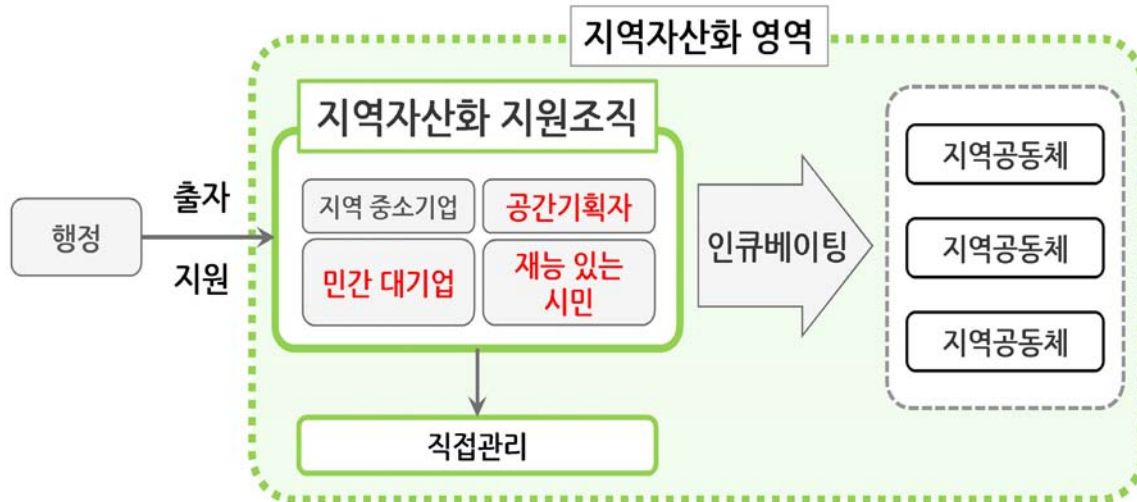 지역자산화 영역
지역자산화 지원조직
출자
행정
지원
지역 중소기업
공간기획자
민간 대기업
재능 있는
시민
인큐베이팅
지역공동체
지역공동체
지역공동체
직접관리